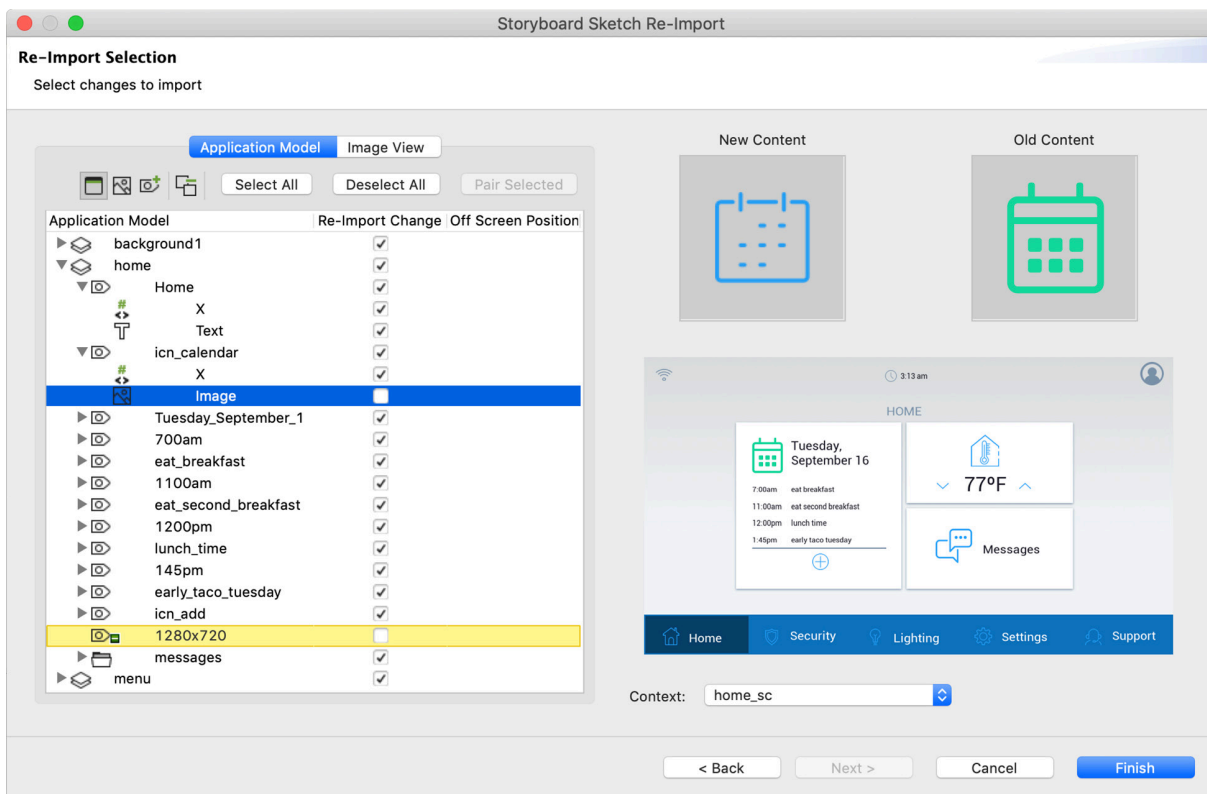 Storyboard Sketch Re-Import
Re-Import Selection
Select changes to import
Application Model Image View
Select All Deselect All Pair Selected
Application Model Re-Import Change Off Screen Position
background1
home
Home
X
Text
icn_calendar
X
Image
Tuesday_September_1
700am
eat_breakfast
1100am
eat_second_breakfast
1200pm
lunch_time
145pm
early_taco_tuesday
icn_add
1280x720
messages
menu
New Content Old Content
3:13 am
HOME
Tuesday,
September 16
7:00am eat breakfast
11:00am eat second breakfast
12:00pm lunch time
1:45pm early taco tuesday
77ºF
Messages
Home Security Lighting Settings Support
Context: home_sc
< Back Next > Cancel Finish